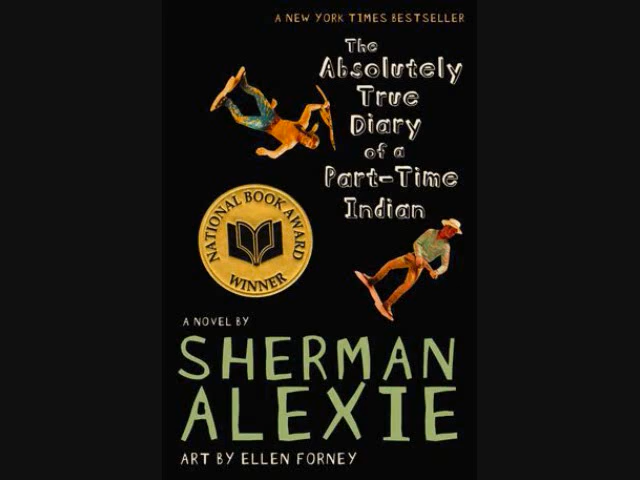 A NEW YORK TIMES BESTSELLER
The
Absolutely
True
Diary
of a
Part-Time
Indian
NATIONAL BOOK AWARD
WINNER
A NOVEL BY
SHERMAN
ALEXIE
ART BY ELLEN FORNEY